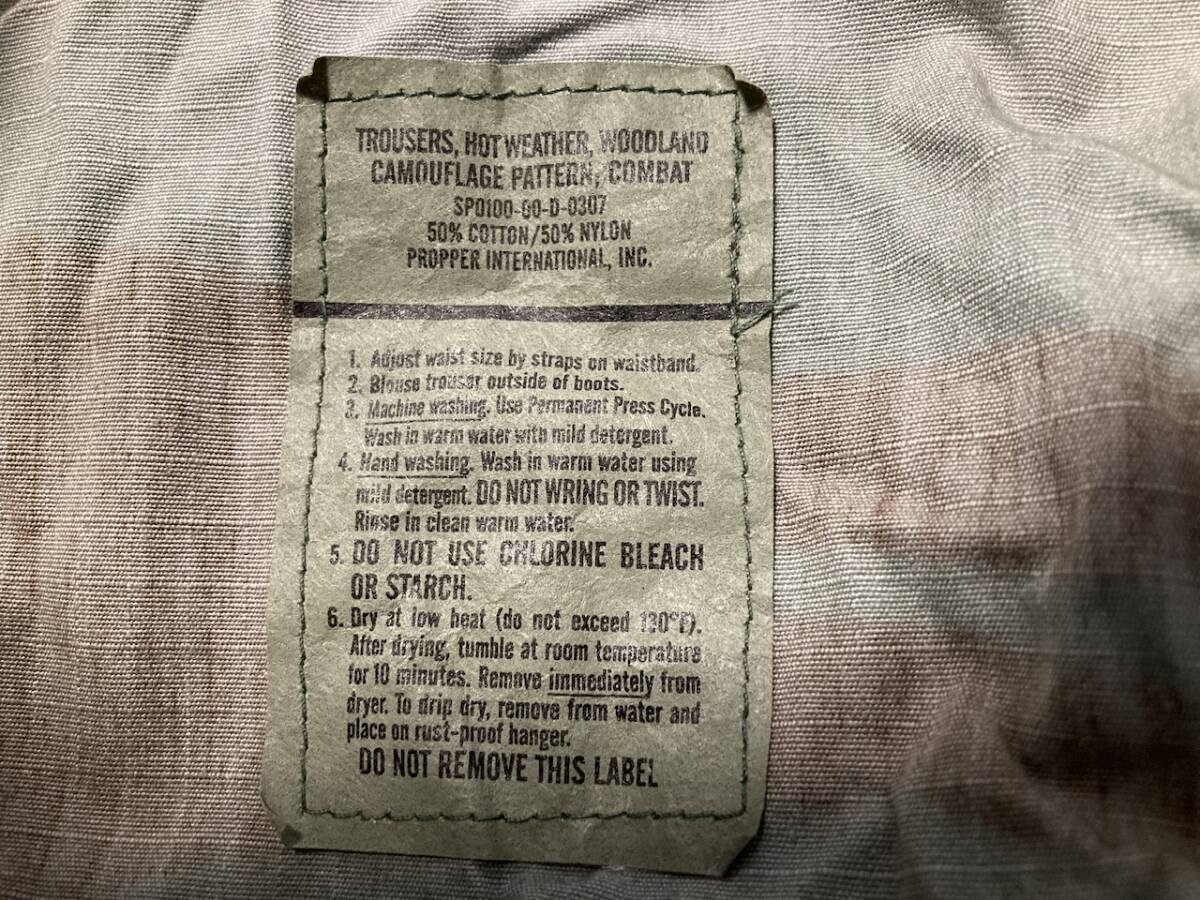 TROUSERS, HOT WEATHER, WOODLAND
CAMOUFLAGE PATTERN, COMBAT
SP0100-00-D-0307
50% COTTON/50% NYLON
PROPPER INTERNATIONAL, INC.
1. Adjust waist size by straps on waistband.
2. Blouse trouser outside of boots.
3. Machine washing. Use Permanent Press Cycle.
Wash in warm water with mild detergent.
4. Hand washing. Wash in warm water using
mild detergent. DO NOT WRING OR TWIST.
Rinse in clean warm water.
5. DO NOT USE CHLORINE BLEACH
OR STARCH.
6. Dry at low heat (do not exceed 130°F).
After drying, tumble at room temperature
for 10 minutes. Remove immediately from
dryer. To drip dry, remove from water and
place on rust-proof hanger.
DO NOT REMOVE THIS LABEL